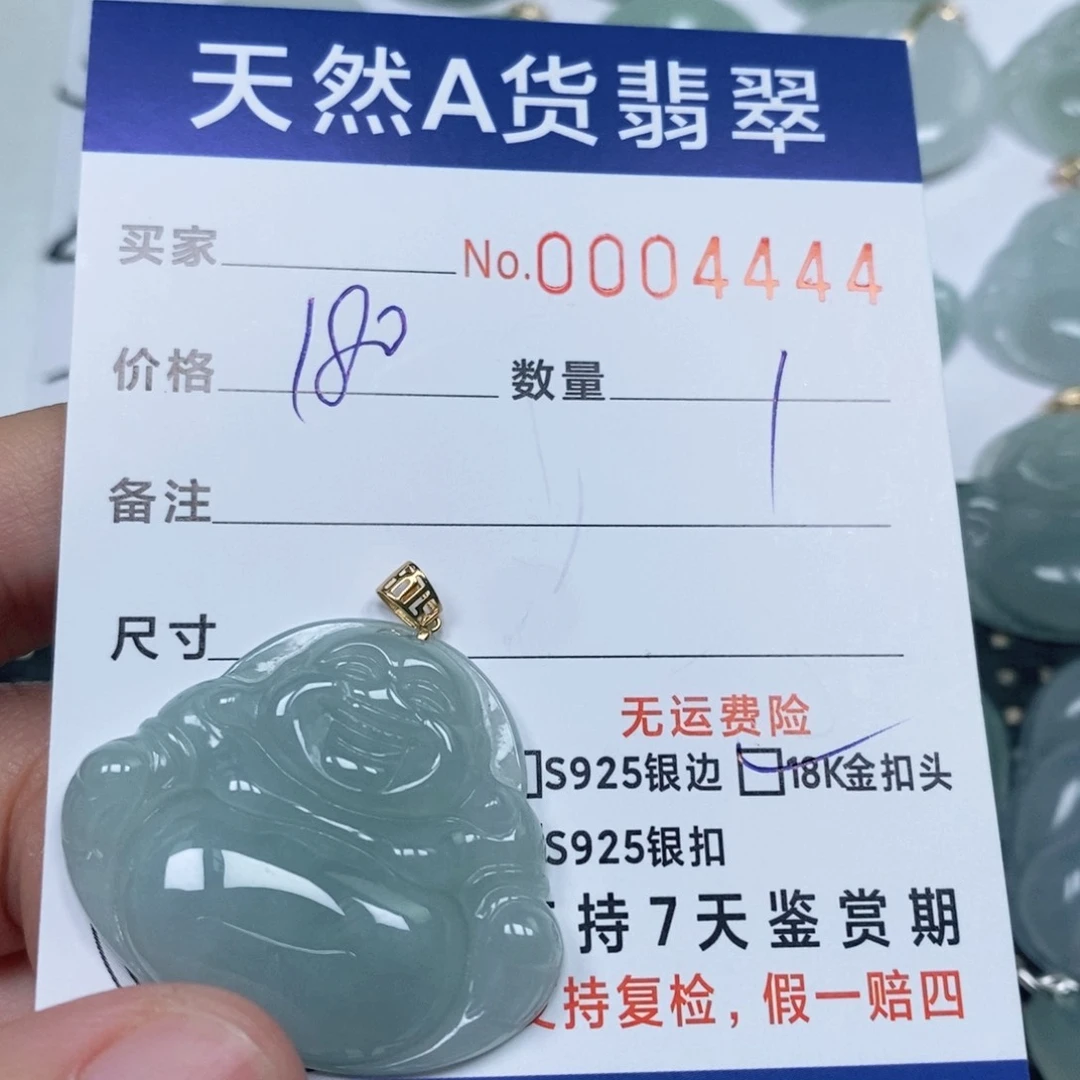 天然A货翡翠
买家 No.0004444
价格 180 数量 1
备注
尺寸
无运费险
S925银边 18K金扣头
S925银扣
持7天鉴赏期
支持复检，假一赔四